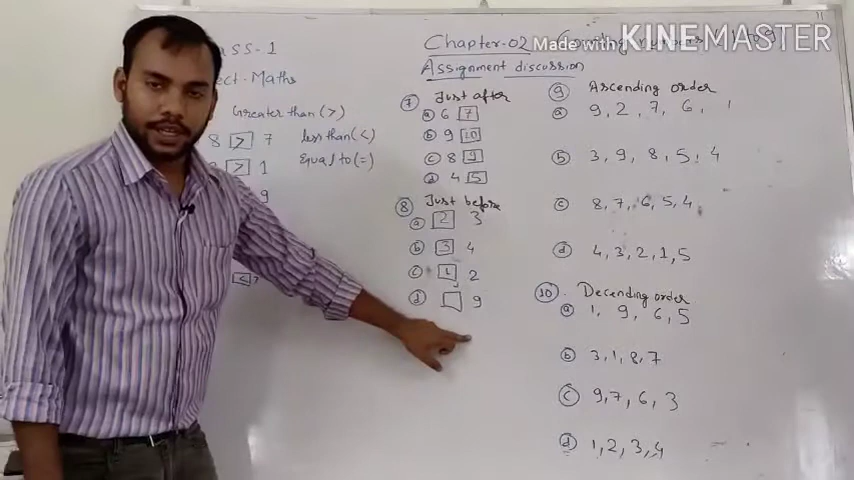 ass-1
ect-Maths
Greater than (>)
8 > 7
less than (<)
> 1
Equal to (=)
9
< 7
Chapter-02
Assignment discussion
7 Just after
a 6 7
b 9 10
c 8 9
d 4 5
8 Just before
a 2 3
b 3 4
c 1 2
d 9
9 Ascending order
a 9, 2, 7, 6, 1
b 3, 9, 8, 5, 4
c 8, 7, 6, 5, 4
d 4, 3, 2, 1, 5
10. Decending order
a 1, 9, 6, 5
b 3, 1, 8, 7
c 9, 7, 6, 3
d 1, 2, 3, 4
Made with KINEMASTER